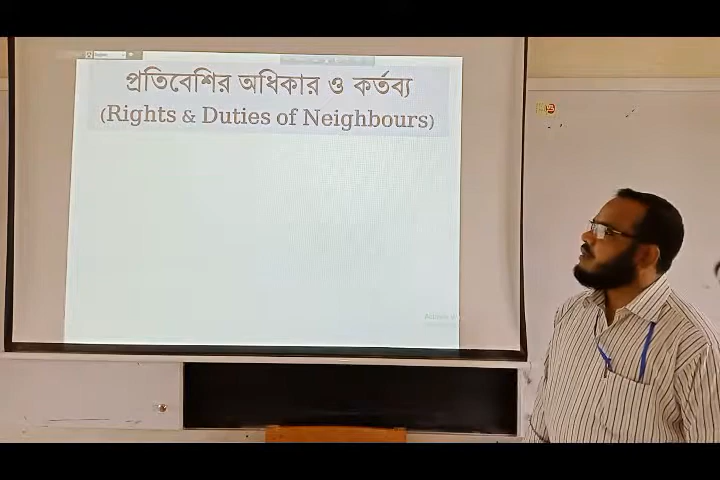 প্রতিবেশির অধিকার ও কর্তব্য
(Rights & Duties of Neighbours)